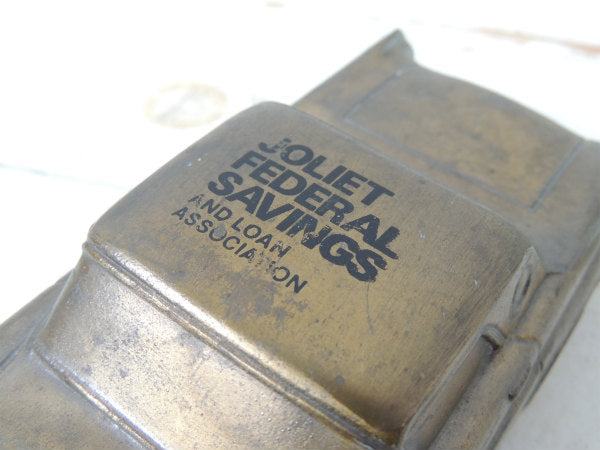 JOLIET
FEDERAL
SAVINGS
AND LOAN
ASSOCIATION